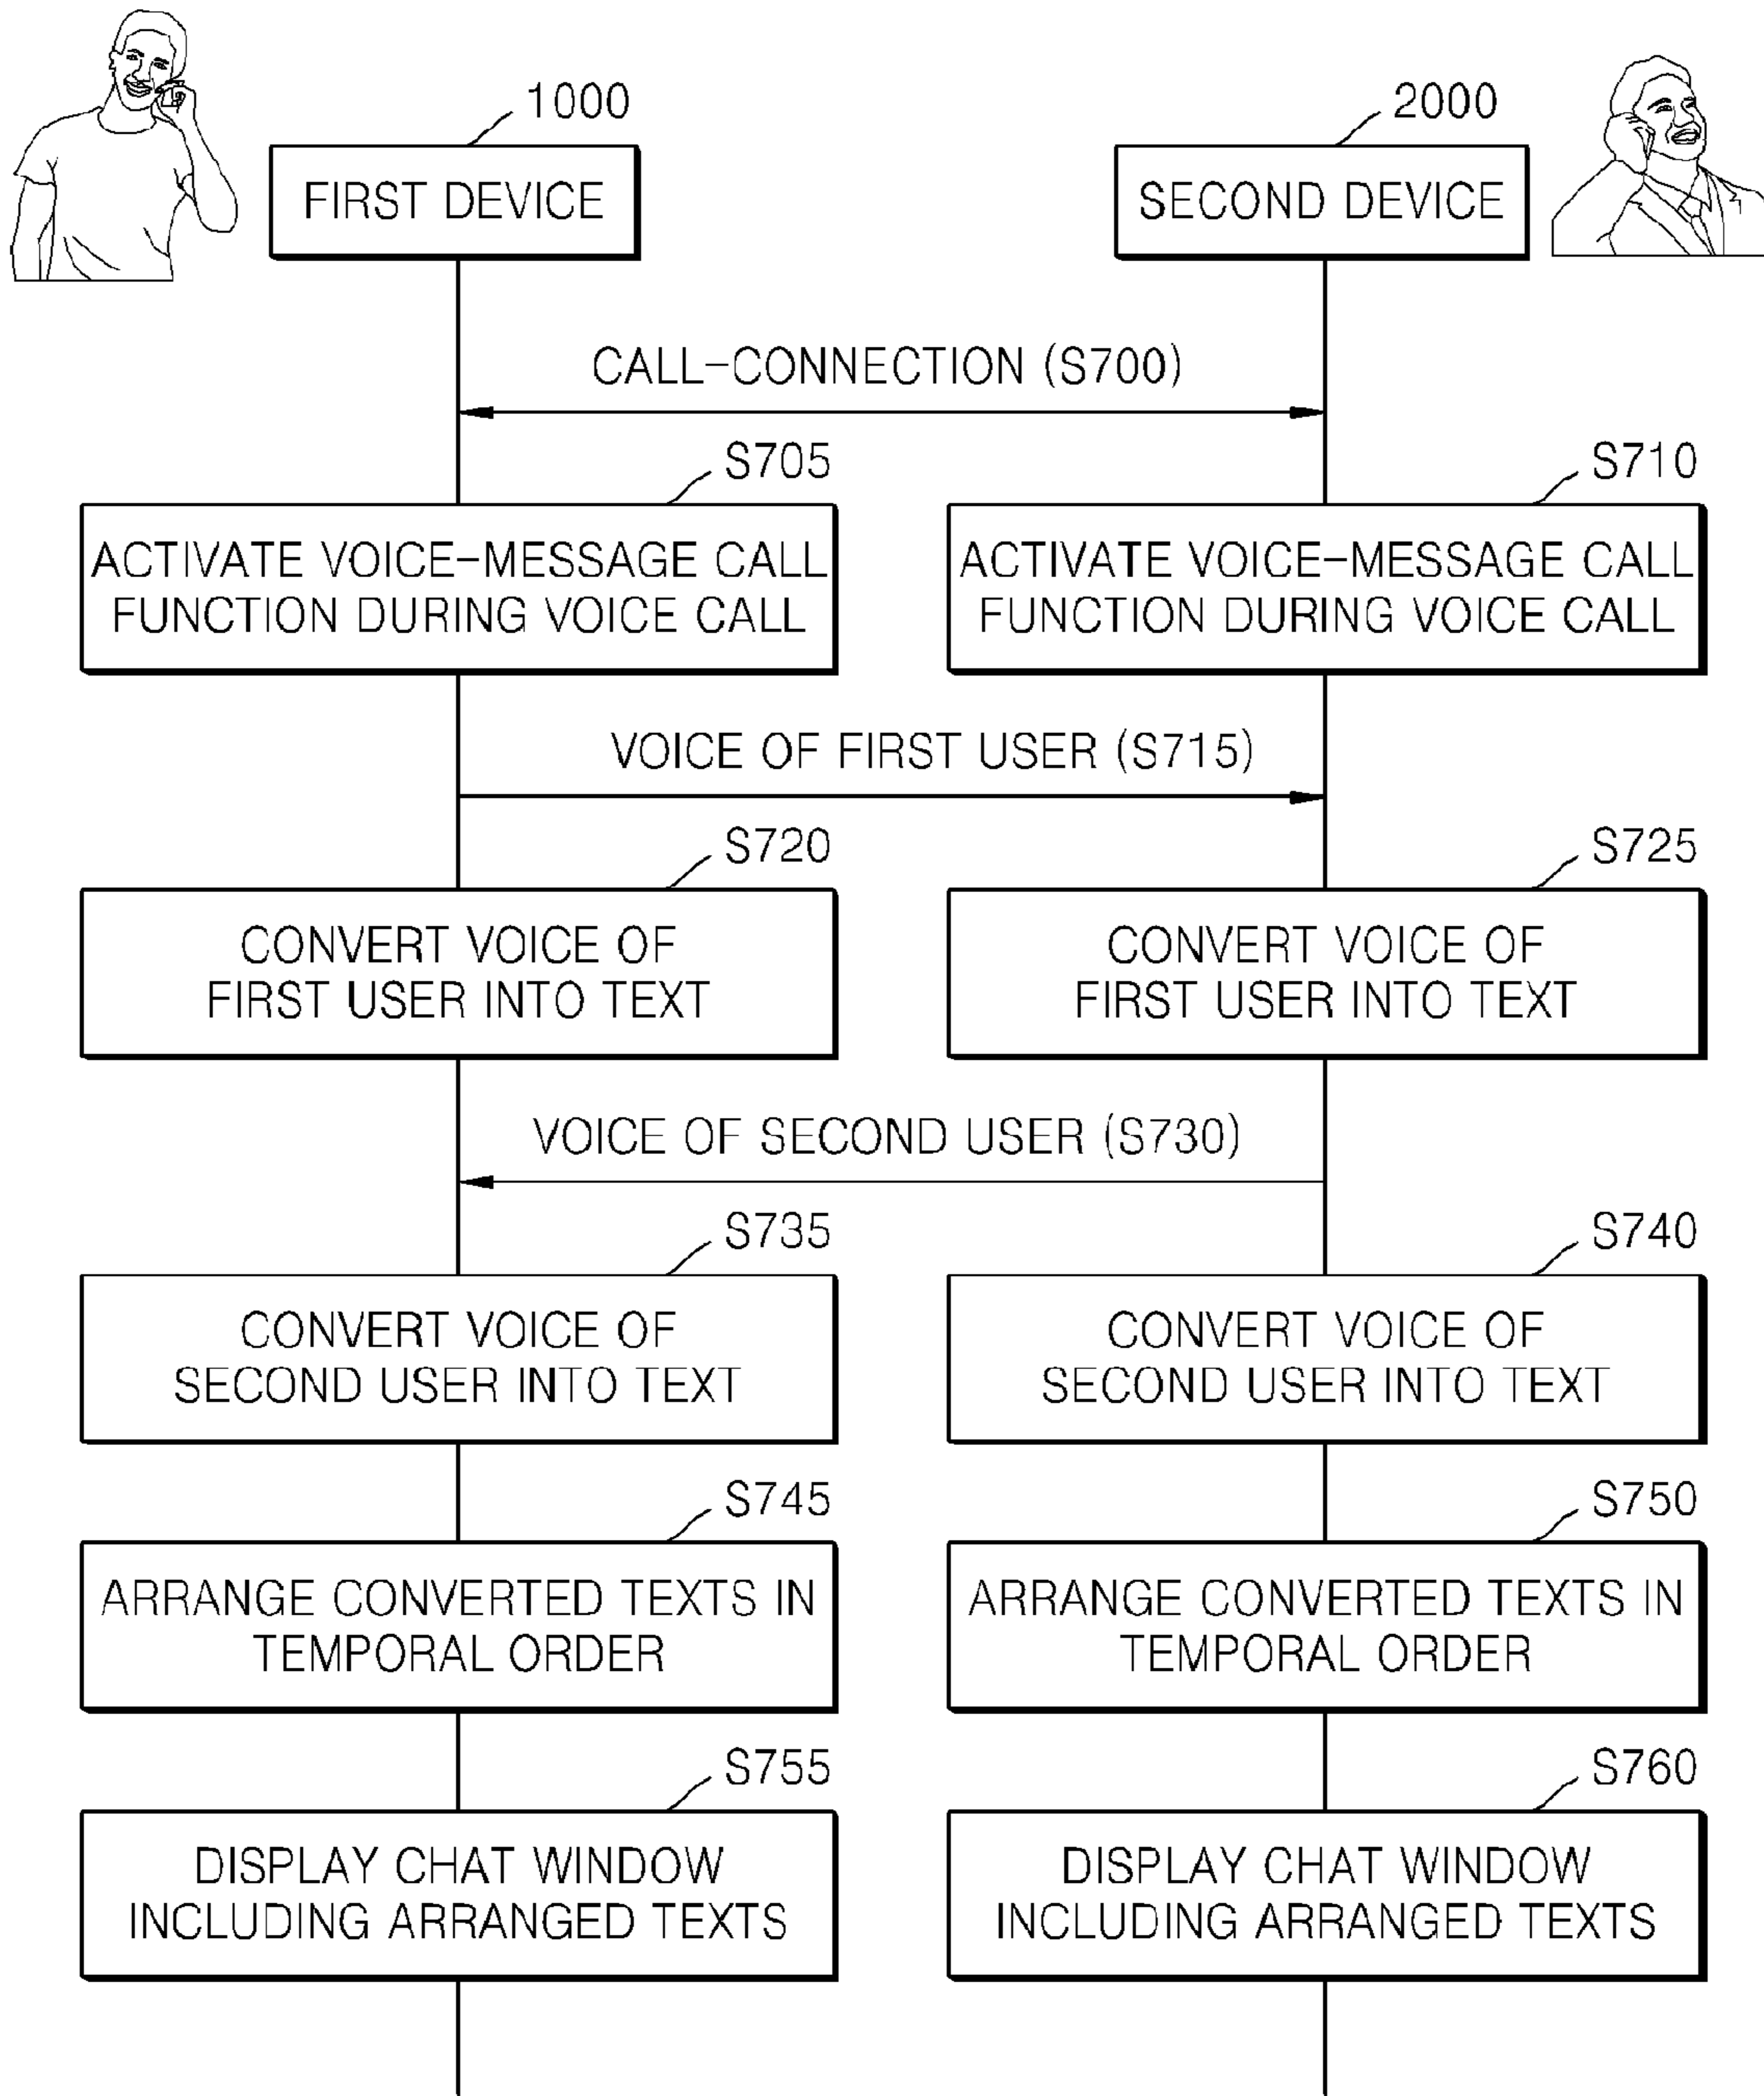 1000
2000
FIRST DEVICE
SECOND DEVICE
CALL-CONNECTION (S700)
S705
S710
ACTIVATE VOICE-MESSAGE CALL
FUNCTION DURING VOICE CALL
ACTIVATE VOICE-MESSAGE CALL
FUNCTION DURING VOICE CALL
VOICE OF FIRST USER (S715)
S720
S725
CONVERT VOICE OF
FIRST USER INTO TEXT
CONVERT VOICE OF
FIRST USER INTO TEXT
VOICE OF SECOND USER (S730)
S735
S740
CONVERT VOICE OF
SECOND USER INTO TEXT
CONVERT VOICE OF
SECOND USER INTO TEXT
S745
S750
ARRANGE CONVERTED TEXTS IN
TEMPORAL ORDER
ARRANGE CONVERTED TEXTS IN
TEMPORAL ORDER
S755
S760
DISPLAY CHAT WINDOW
INCLUDING ARRANGED TEXTS
DISPLAY CHAT WINDOW
INCLUDING ARRANGED TEXTS